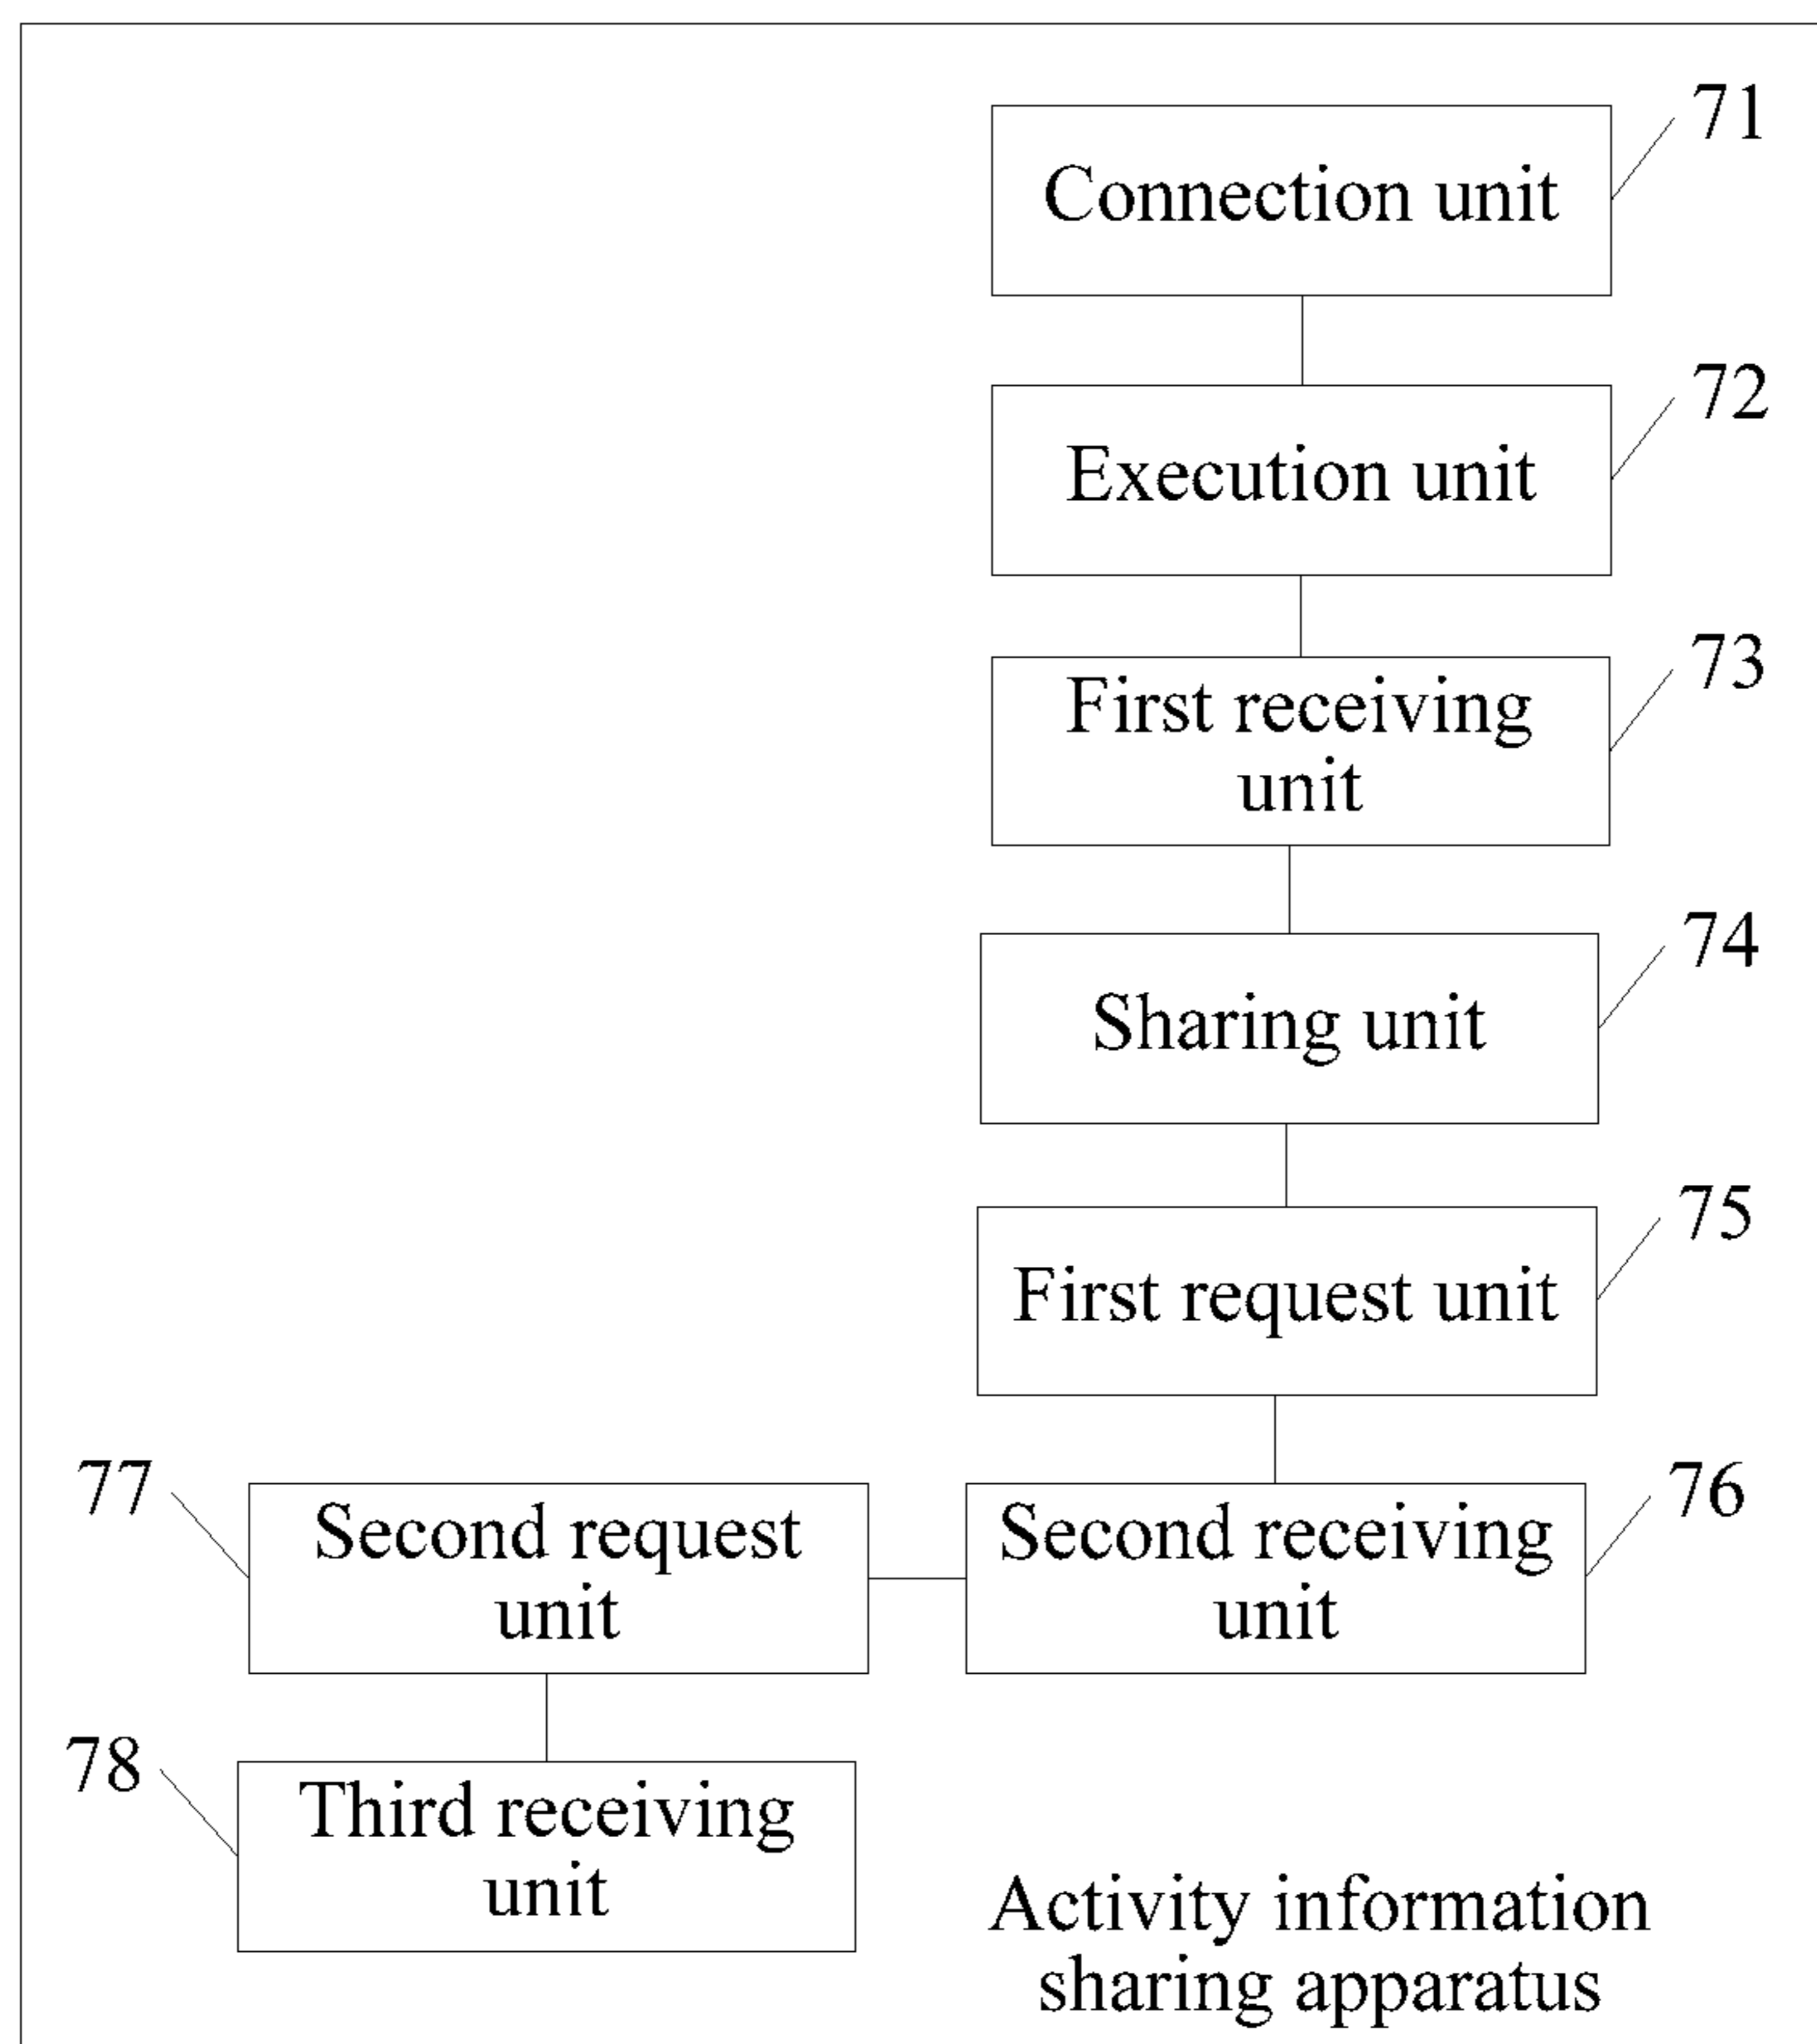 71
Connection unit
72
Execution unit
73
First receiving
unit
74
Sharing unit
75
First request unit
76
Second receiving
unit
77
Second request
unit
78
Third receiving
unit
Activity information
sharing apparatus